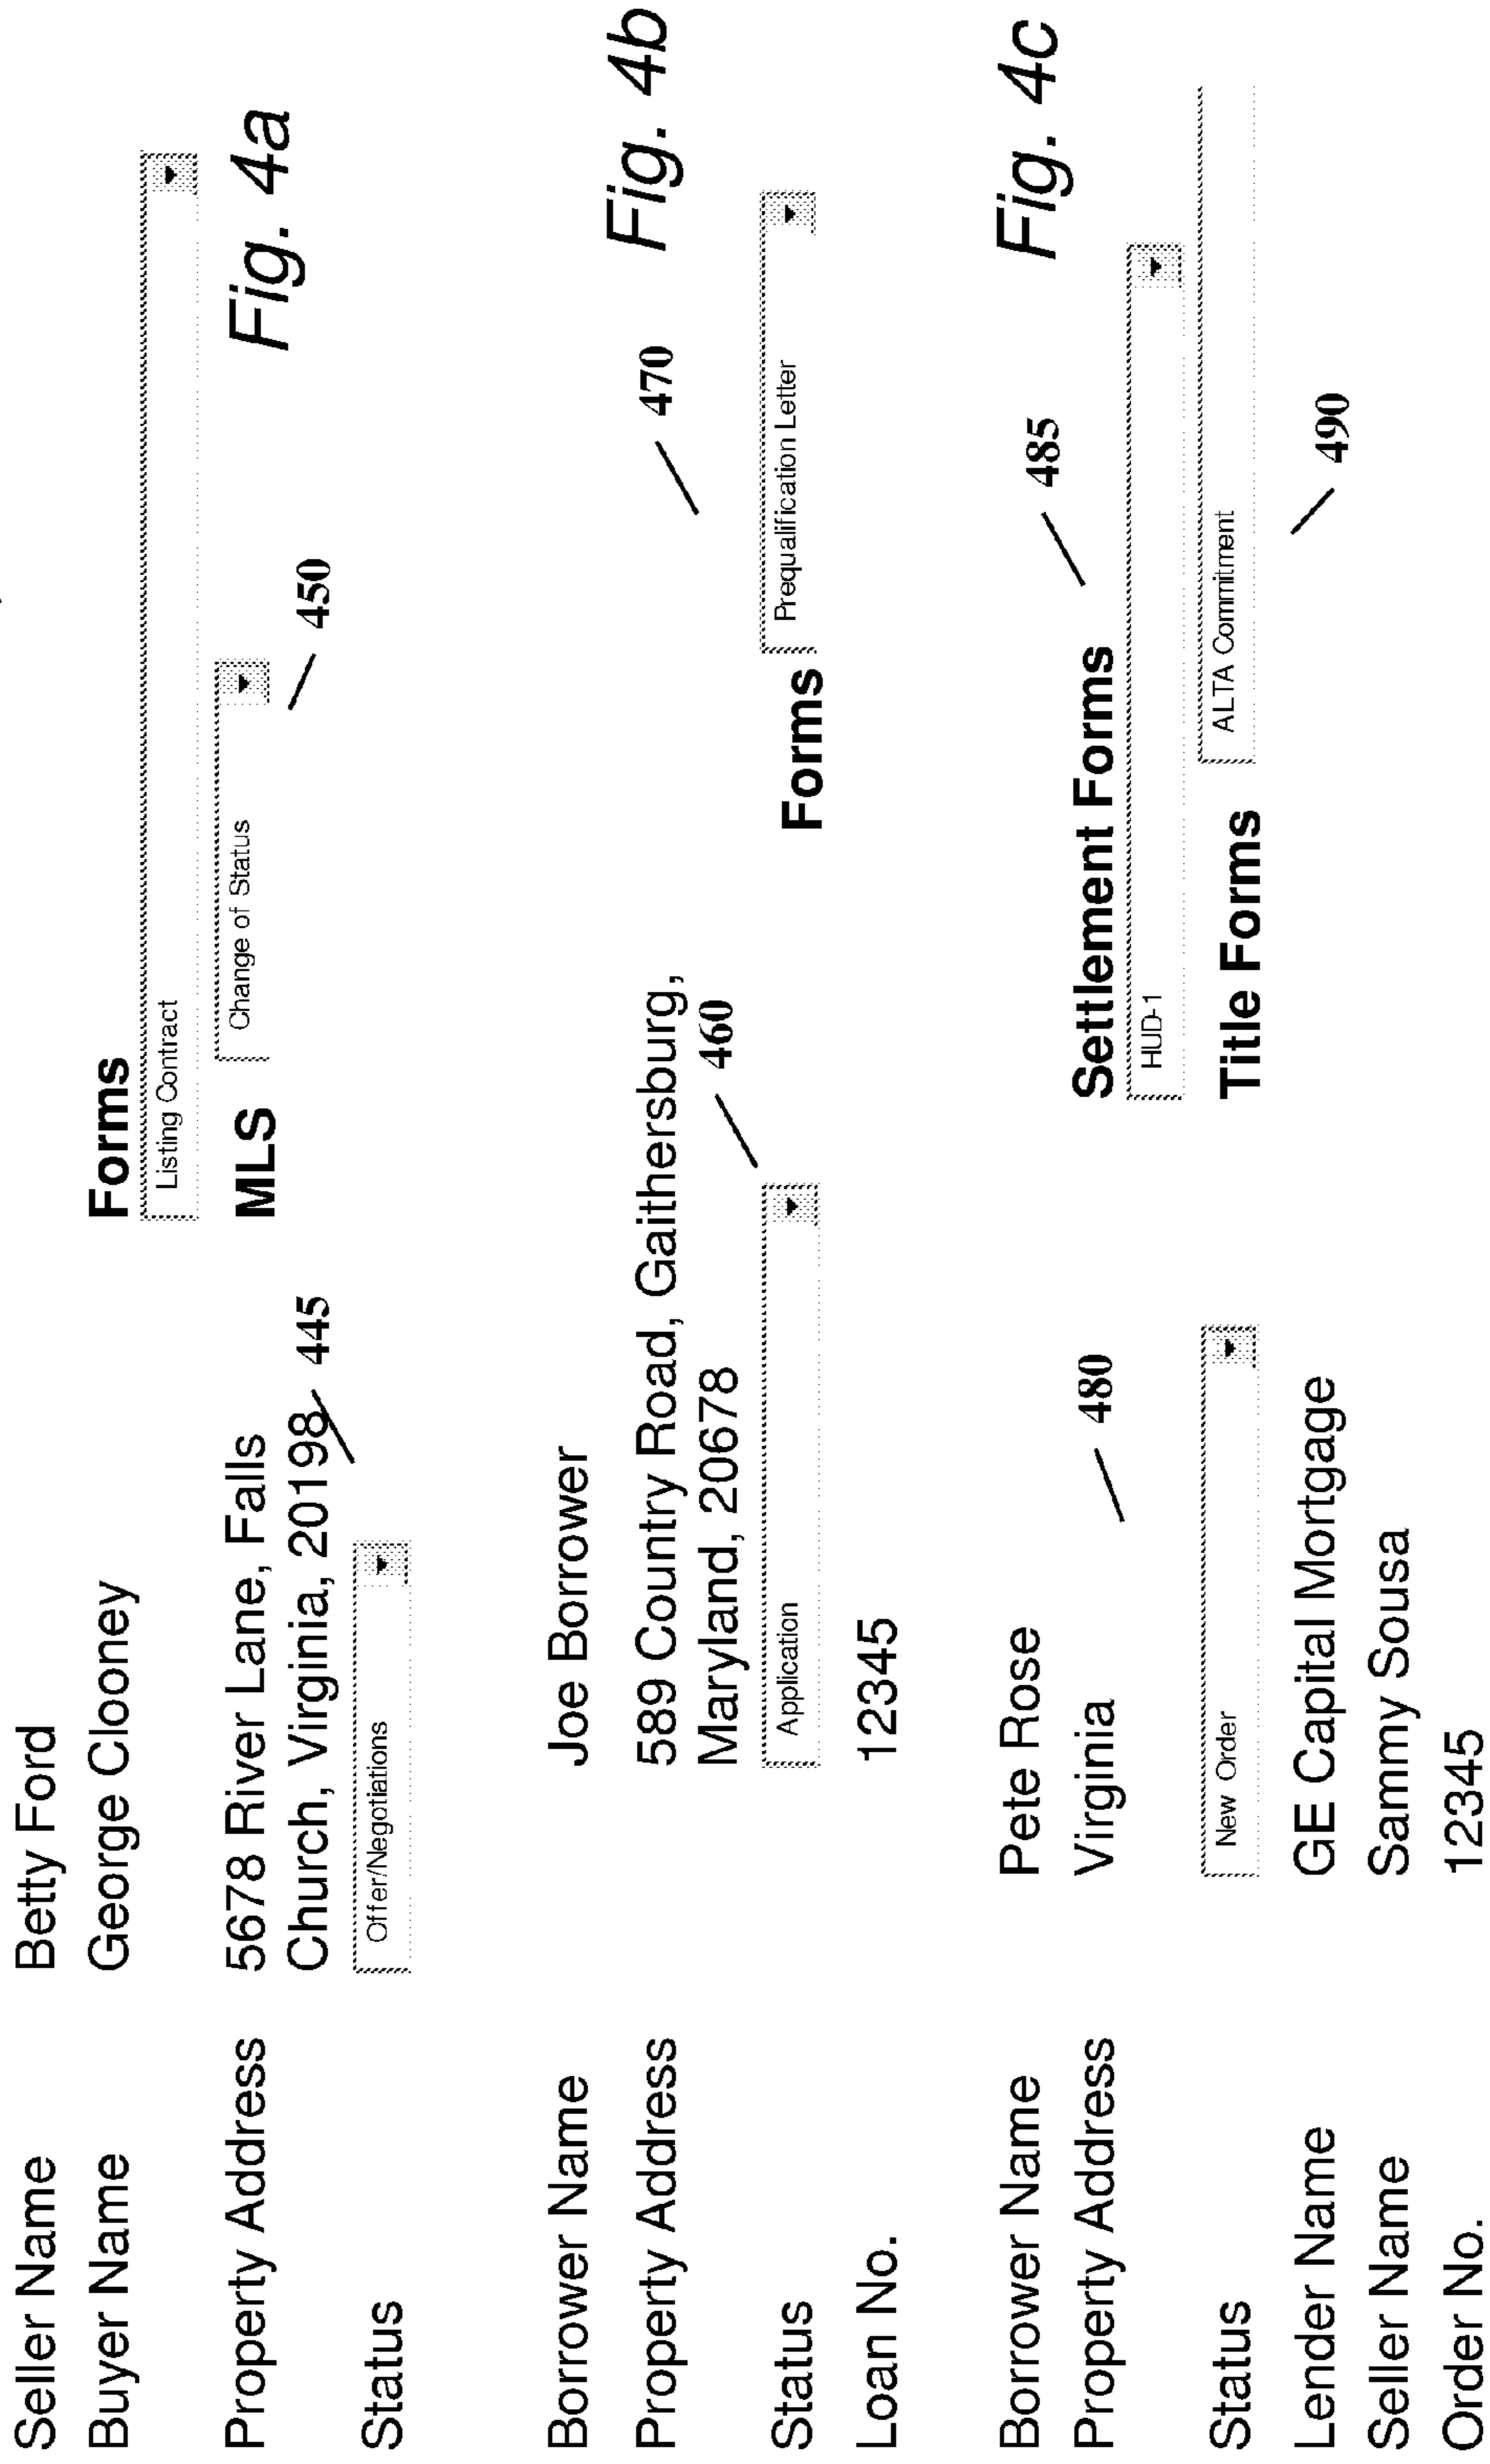 Seller Name Betty Ford
Buyer Name George Clooney
Forms
Listing Contract
Property Address 5678 River Lane, Falls
Church, Virginia, 20198
445
MLS Change of Status
450
Fig. 4a
Status Offer/Negotiations
Borrower Name Joe Borrower
Fig. 4b
Property Address 589 Country Road, Gaithersburg,
Maryland, 20678
460
470
Status Application
Forms Prequalification Letter
Loan No. 12345
Borrower Name Pete Rose
Fig. 4c
Property Address Virginia
480
Settlement Forms
485
HUD-1
Status New Order
Title Forms ALTA Commitment
490
Lender Name GE Capital Mortgage
Seller Name Sammy Sousa
Order No. 12345